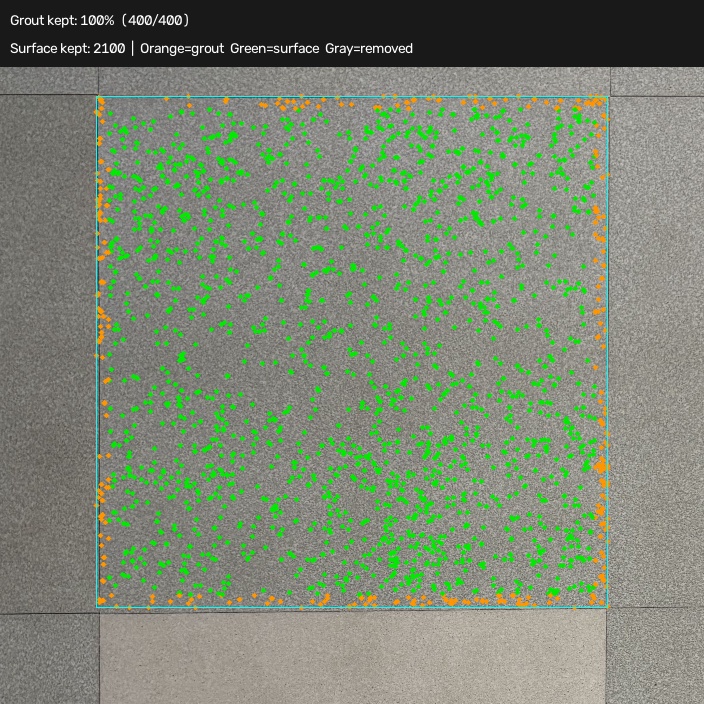 Grout kept: 100%  (400/400)
Surface kept: 2100 | Orange=grout  Green=surface  Gray=removed